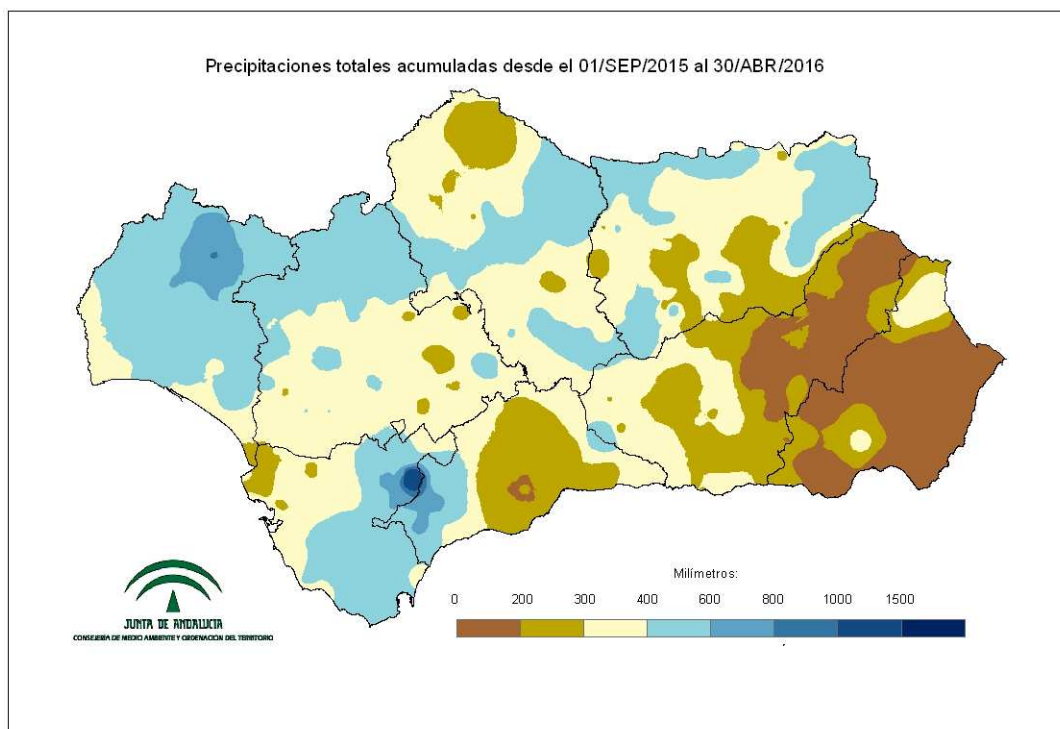 Precipitaciones totales acumuladas desde el 01/SEP/2015 al 30/ABR/2016
Milímetros:
0 200 300 400 600 800 1000 1500
JUNTA DE ANDALUCIA
CONSEJERÍA DE MEDIO AMBIENTE Y ORDENACIÓN DEL TERRITORIO